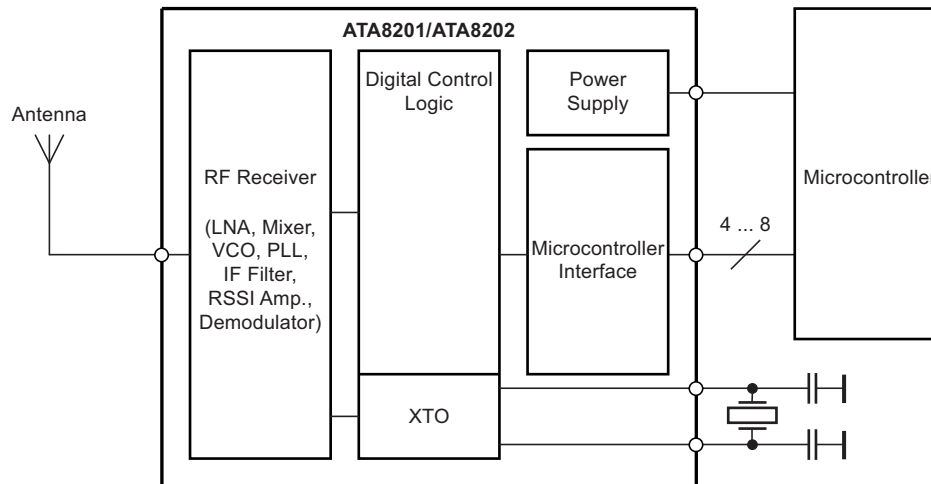 ATA8201/ATA8202
Antenna
RF Receiver
(LNA, Mixer,
VCO, PLL,
IF Filter,
RSSI Amp.,
Demodulator)
Digital Control
Logic
Power
Supply
Microcontroller
Interface
XTO
4 ... 8
Microcontroller